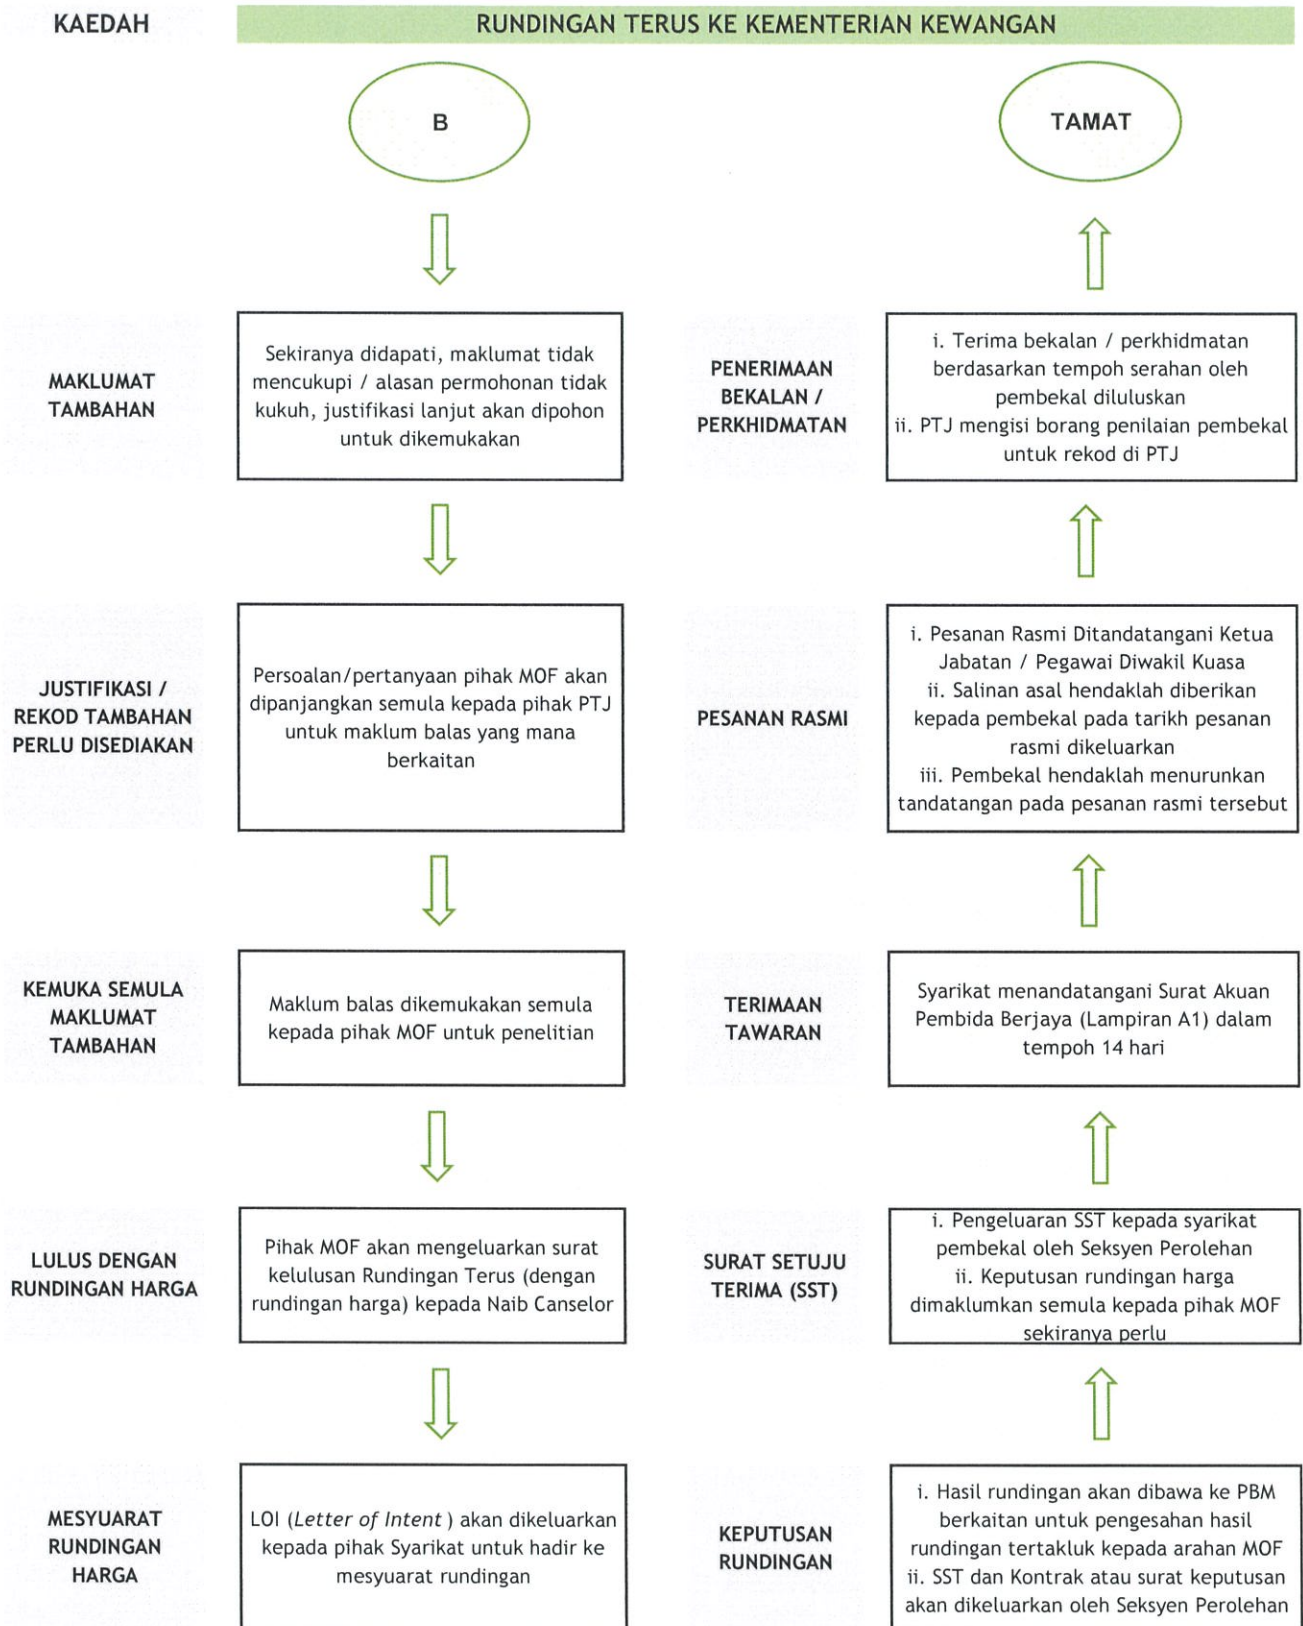 KAEDAH
RUNDINGAN TERUS KE KEMENTERIAN KEWANGAN
B
MAKLUMAT
TAMBAHAN
Sekiranya didapati, maklumat tidak
mencukupi / alasan permohonan tidak
kukuh, justifikasi lanjut akan dipohon
untuk dikemukakan
JUSTIFIKASI /
REKOD TAMBAHAN
PERLU DISEDIAKAN
Persoalan/pertanyaan pihak MOF akan
dipanjangkan semula kepada pihak PTJ
untuk maklum balas yang mana
berkaitan
KEMUKA SEMULA
MAKLUMAT
TAMBAHAN
Maklum balas dikemukakan semula
kepada pihak MOF untuk penelitian
LULUS DENGAN
RUNDINGAN HARGA
Pihak MOF akan mengeluarkan surat
kelulusan Rundingan Terus (dengan
rundingan harga) kepada Naib Canselor
MESYUARAT
RUNDINGAN
HARGA
LOI (Letter of Intent ) akan dikeluarkan
kepada pihak Syarikat untuk hadir ke
mesyuarat rundingan
TAMAT
PENERIMAAN
BEKALAN /
PERKHIDMATAN
i. Terima bekalan / perkhidmatan
berdasarkan tempoh serahan oleh
pembekal diluluskan
ii. PTJ mengisi borang penilaian pembekal
untuk rekod di PTJ
PESANAN RASMI
i. Pesanan Rasmi Ditandatangani Ketua
Jabatan / Pegawai Diwakil Kuasa
ii. Salinan asal hendaklah diberikan
kepada pembekal pada tarikh pesanan
rasmi dikeluarkan
iii. Pembekal hendaklah menurunkan
tandatangan pada pesanan rasmi tersebut
TERIMAAN
TAWARAN
Syarikat menandatangani Surat Akuan
Pembida Berjaya (Lampiran A1) dalam
tempoh 14 hari
SURAT SETUJU
TERIMA (SST)
i. Pengeluaran SST kepada syarikat
pembekal oleh Seksyen Perolehan
ii. Keputusan rundingan harga
dimaklumkan semula kepada pihak MOF
sekiranya perlu
KEPUTUSAN
RUNDINGAN
i. Hasil rundingan akan dibawa ke PBM
berkaitan untuk pengesahan hasil
rundingan tertakluk kepada arahan MOF
ii. SST dan Kontrak atau surat keputusan
akan dikeluarkan oleh Seksyen Perolehan